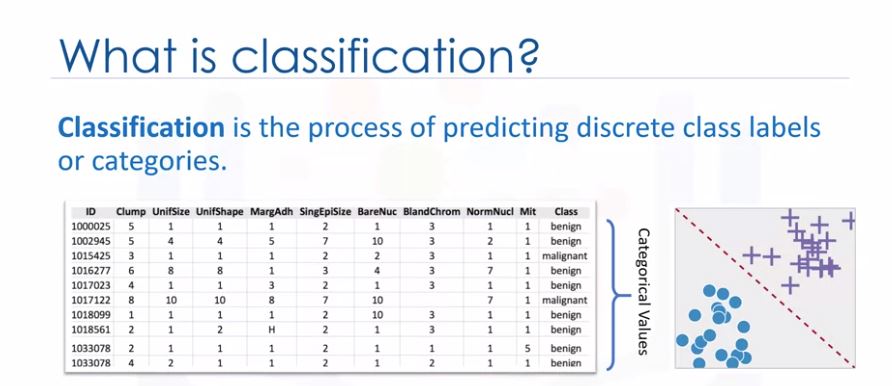 What is classification?
Classification is the process of predicting discrete class labels
or categories.
ID Clump UnifSize UnifShape MargAdh SingEpiSize BareNuc BlandChrom NormNucl Mit Class
1000025 5 1 1 1 2 1 3 1 1 benign
1002945 5 4 4 5 7 10 3 2 1 benign
1015425 3 1 1 1 2 2 3 1 1 malignant
1016277 6 8 8 1 3 4 3 7 1 benign
1017023 4 1 1 3 2 1 3 1 1 benign
1017122 8 10 10 8 7 10 7 1 malignant
1018099 1 1 1 1 2 10 3 1 1 benign
1018561 2 1 2 H 2 1 3 1 1 benign
1033078 2 1 1 1 2 1 1 1 5 benign
1033078 4 2 1 1 2 1 2 1 1 benign
Categorical Values